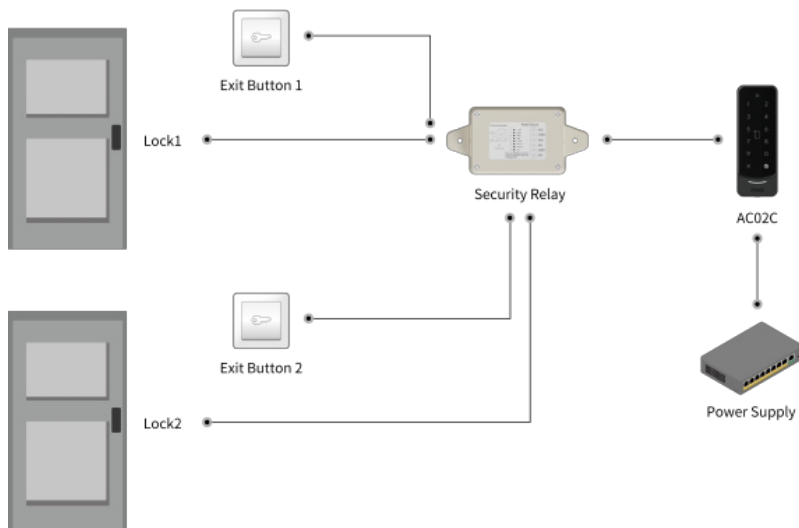 Exit Button 1
Lock1
Security Relay
AC02C
Exit Button 2
Power Supply
Lock2